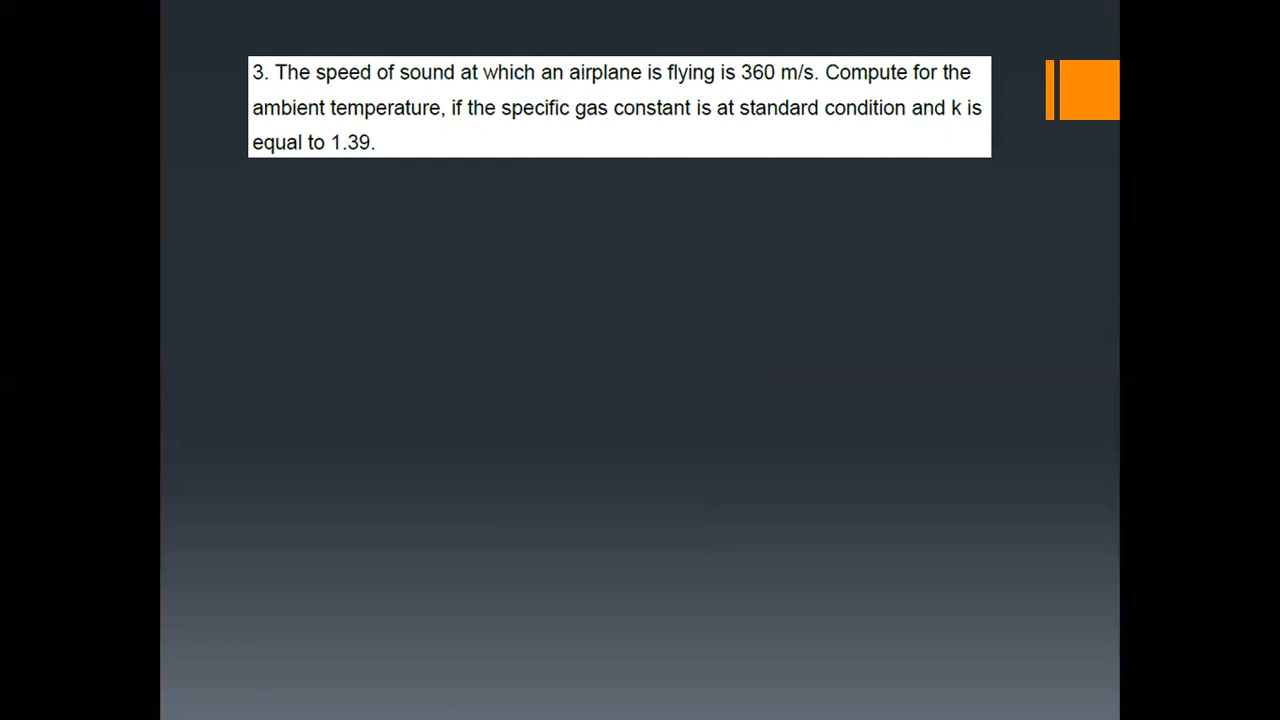 3. The speed of sound at which an airplane is flying is 360 m/s. Compute for the
ambient temperature, if the specific gas constant is at standard condition and k is
equal to 1.39.